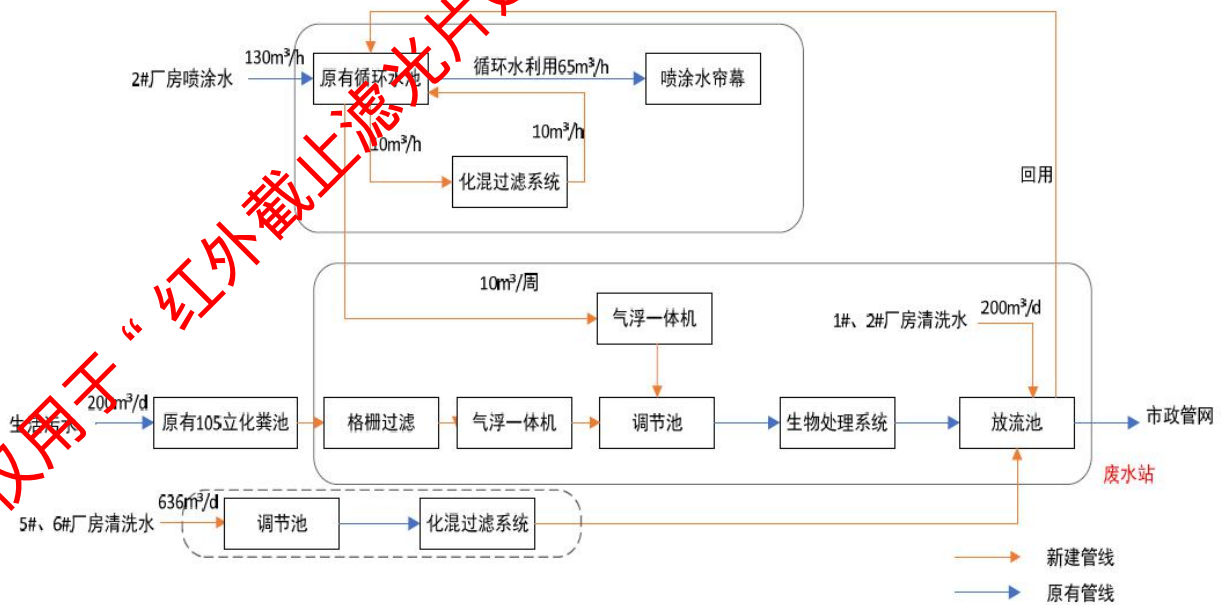 仅用于“红外截止滤光片
2#厂房喷涂水
130m³/h
原有循环水池
循环水利用65m³/h
喷涂水帘幕
10m³/h
10m³/h
化混过滤系统
回用
10m³/周
气浮一体机
1#、2#厂房清洗水
200m³/d
生活污水
200m³/d
原有105立化粪池
格栅过滤
气浮一体机
调节池
生物处理系统
放流池
市政管网
废水站
5#、6#厂房清洗水
636m³/d
调节池
化混过滤系统
新建管线
原有管线